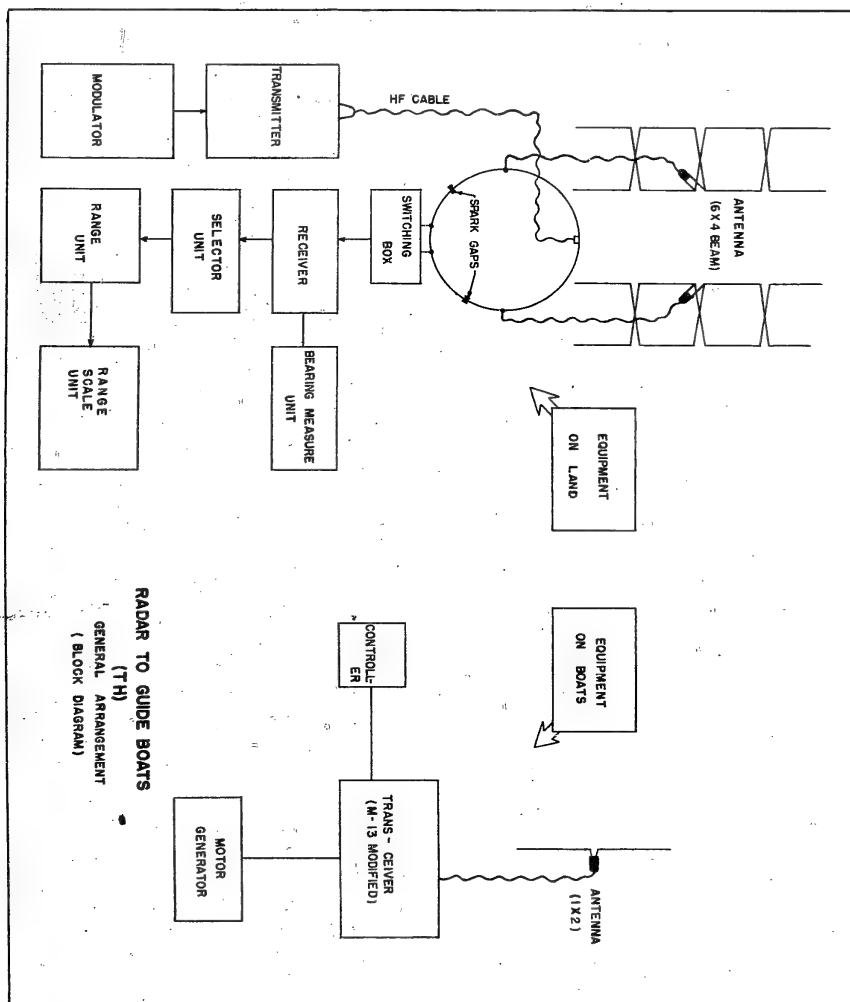 MODULATOR
TRANSMITTER
HF CABLE
ANTENNA
(6 X 4 BEAM)
SPARK GAPS
SWITCHING
BOX
RECEIVER
SELECTOR
UNIT
RANGE
UNIT
RANGE
SCALE
UNIT
BEARING MEASURE
UNIT
EQUIPMENT
ON LAND
EQUIPMENT
ON BOATS
CONTROLL-
ER
TRANS-CEIVER
(M-13 MODIFIED)
MOTOR
GENERATOR
ANTENNA
(1X2)
RADAR TO GUIDE BOATS
(TH)
GENERAL ARRANGEMENT
( BLOCK DIAGRAM)